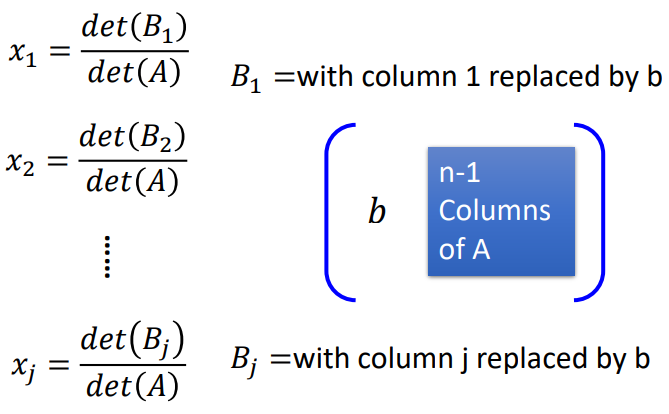 x₁ = det(B₁) / det(A)
B₁ =with column 1 replaced by b
x₂ = det(B₂) / det(A)
b
n-1
Columns
of A
⋮
xⱼ = det(Bⱼ) / det(A)
Bⱼ =with column j replaced by b